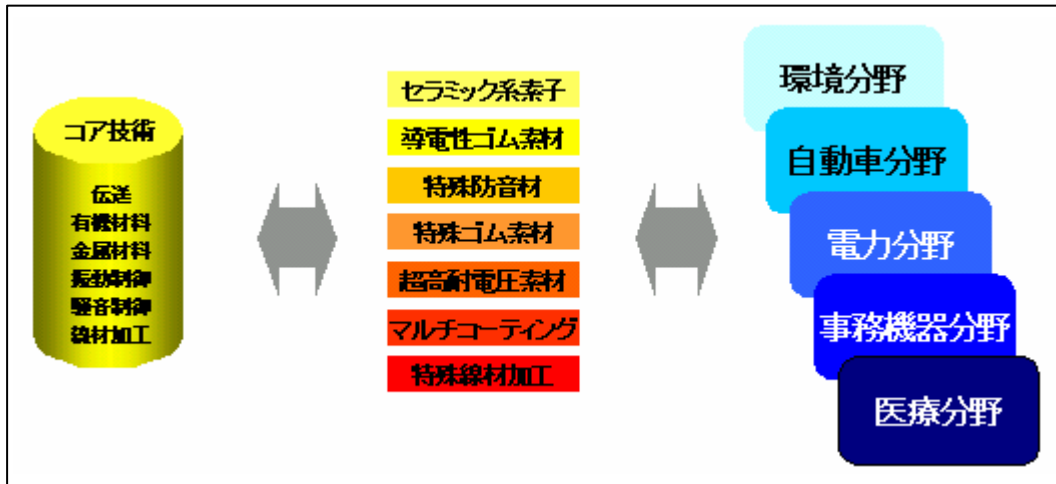 コア技術
伝送
有機材料
金属材料
振動制御
騒音制御
線材加工
セラミック系素子
導電性ゴム素材
特殊防音材
特殊ゴム素材
超高耐電圧素材
マルチコーティング
特殊線材加工
環境分野
自動車分野
電力分野
事務機器分野
医療分野